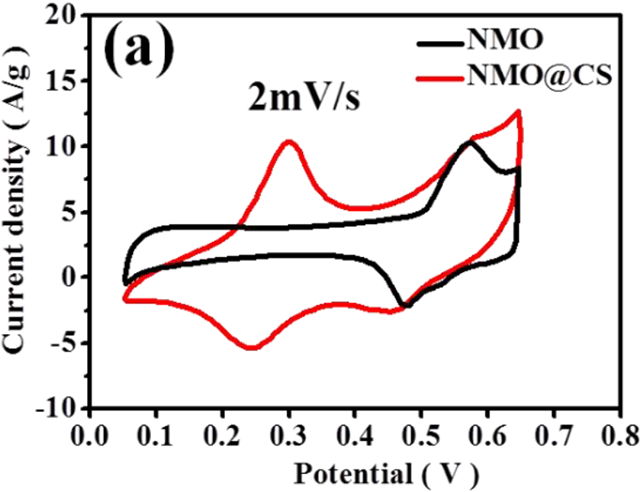 (a)
NMO
NMO@CS
2mV/s
20
15
10
5
0
-5
-10
Current density ( A/g )
0.0 0.1 0.2 0.3 0.4 0.5 0.6 0.7 0.8
Potential ( V )